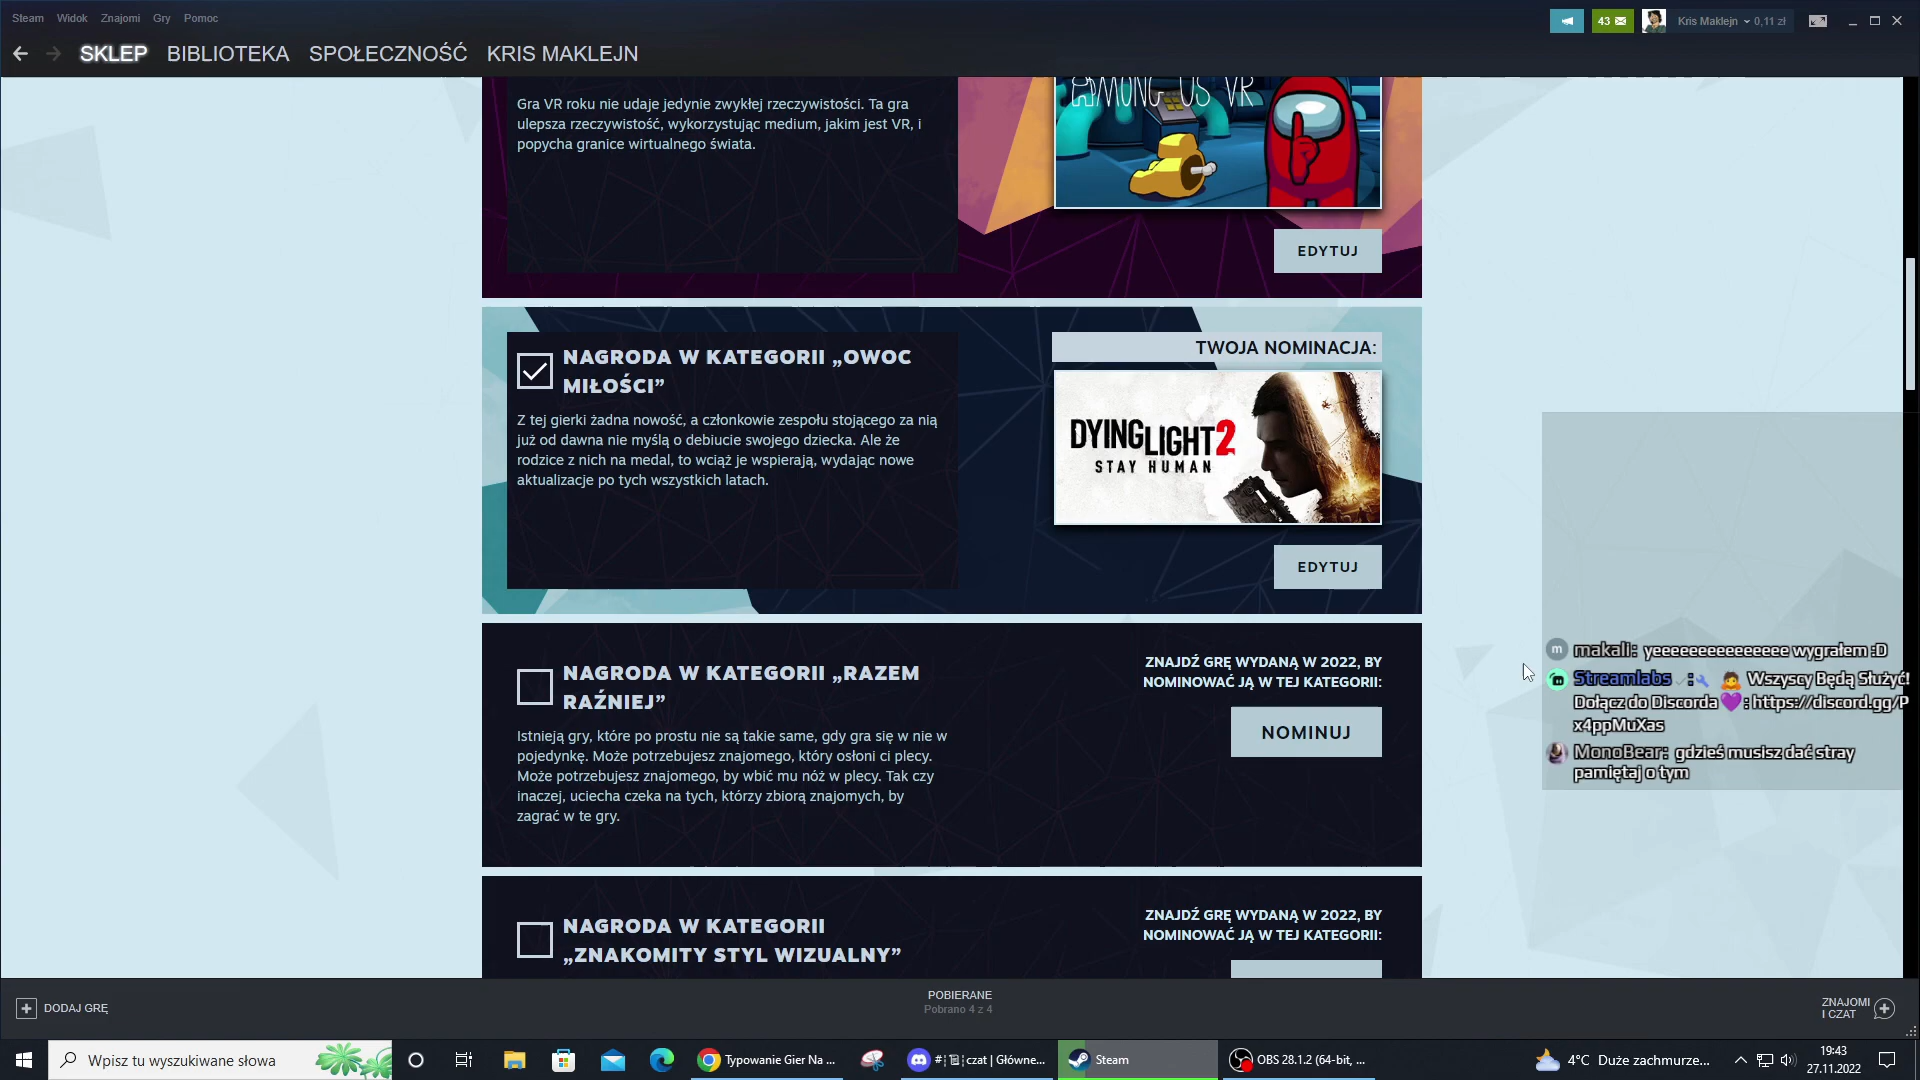 Steam Widok Znajomi Gry Pomoc
43
Kris Maklejn 0,11 zł
SKLEP BIBLIOTEKA SPOŁECZNOŚĆ KRIS MAKLEJN
Gra VR roku nie udaje jedynie zwykłej rzeczywistości. Ta gra
ulepsza rzeczywistość, wykorzystując medium, jakim jest VR, i
popycha granice wirtualnego świata.
AMONG US VR
EDYTUJ
NAGRODA W KATEGORII „OWOC
MIŁOŚCI”
Z tej gierki żadna nowość, a członkowie zespołu stojącego za nią
już od dawna nie myślą o debiucie swojego dziecka. Ale że
rodzice z nich na medal, to wciąż je wspierają, wydając nowe
aktualizacje po tych wszystkich latach.
TWOJA NOMINACJA:
DYING LIGHT 2
STAY HUMAN
EDYTUJ
NAGRODA W KATEGORII „RAZEM
RAŹNIEJ”
Istnieją gry, które po prostu nie są takie same, gdy gra się w nie w
pojedynkę. Może potrzebujesz znajomego, który osłoni ci plecy.
Może potrzebujesz znajomego, by wbić mu nóż w plecy. Tak czy
inaczej, uciecha czeka na tych, którzy zbiorą znajomych, by
zagrać w te gry.
ZNAJDŹ GRĘ WYDANĄ W 2022, BY
NOMINOWAĆ JĄ W TEJ KATEGORII:
NOMINUJ
NAGRODA W KATEGORII
„ZNAKOMITY STYL WIZUALNY”
ZNAJDŹ GRĘ WYDANĄ W 2022, BY
NOMINOWAĆ JĄ W TEJ KATEGORII:
m makali: yeeeeeeeeeeeeeee wygrałem :D
Streamlabs : 🙇 Wszyscy Będą Służyć!
Dołącz do Discorda 💜: https://discord.gg/P
x4ppMuXas
MonoBear: gdzieś musisz dać stray
pamiętaj o tym
DODAJ GRĘ
POBIERANE
Pobrano 4 z 4
ZNAJOMI
I CZAT
Wpisz tu wyszukiwane słowa
Typowanie Gier Na ...
czat | Główne...
Steam
OBS 28.1.2 (64-bit, ...
4°C Duże zachmurze...
19:43
27.11.2022